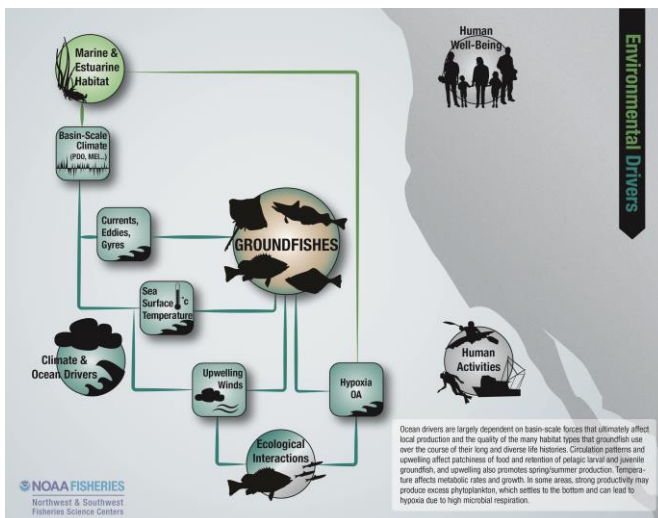 Marine &
Estuarine
Habitat
Human
Well-Being
Environmental Drivers
Basin-Scale
Climate
(PDO, MEI...)
Currents,
Eddies,
Gyres
GROUNDFISHES
Sea
Surface
Temperature
°C
Climate &
Ocean Drivers
Upwelling
Winds
Hypoxia
OA
Human
Activities
Ecological
Interactions
Ocean drivers are largely dependent on basin-scale forces that ultimately affect
local production and the quality of the many habitat types that groundfish use
over the course of their long and diverse life histories. Circulation patterns and
upwelling affect patchiness of food and retention of pelagic larval and juvenile
groundfish, and upwelling also promotes spring/summer production. Tempera-
ture affects metabolic rates and growth. In some areas, strong productivity may
produce excess phytoplankton, which settles to the bottom and can lead to
hypoxia due to high microbial respiration.
NOAA FISHERIES
Northwest & Southwest
Fisheries Science Centers